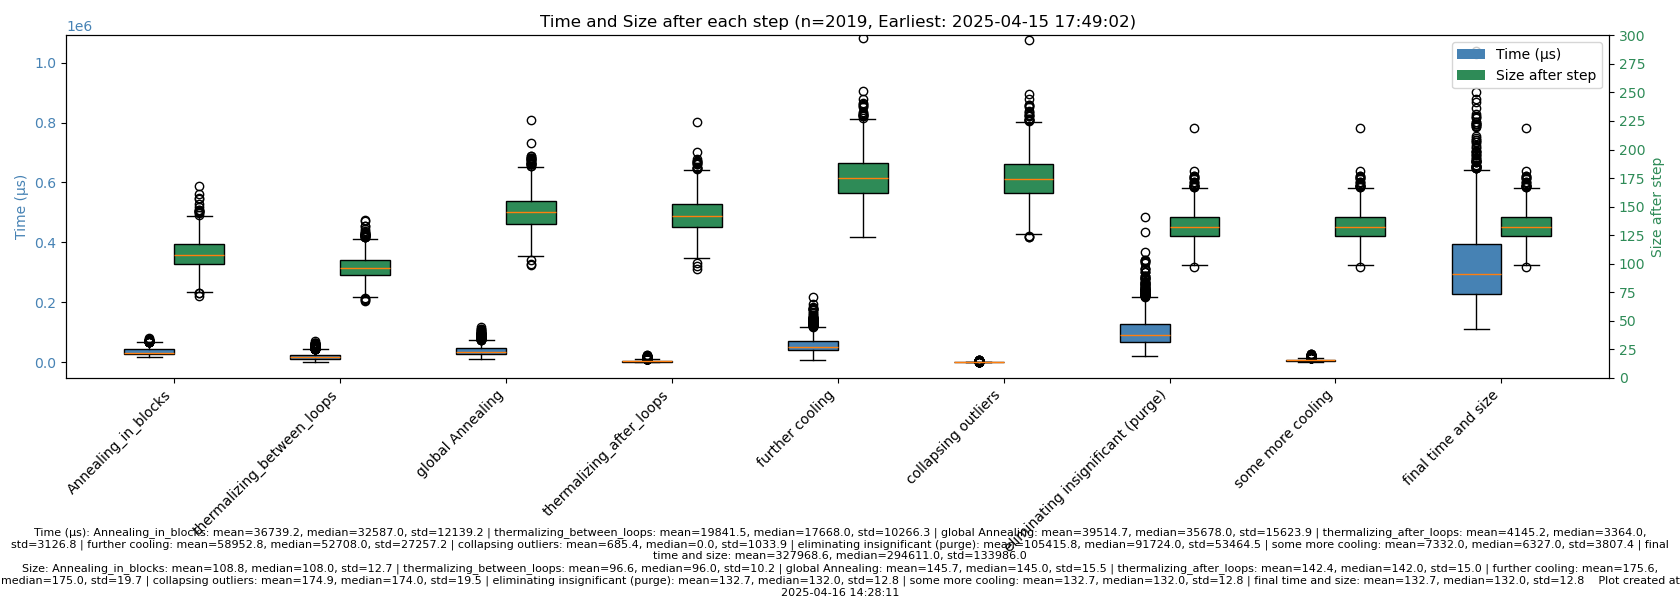 Time and Size after each step (n=2019, Earliest: 2025-04-15 17:49:02)
1e6
1.0
0.8
0.6
0.4
0.2
0.0
Time (µs)
300
275
250
225
200
175
150
125
100
75
50
25
0
Size after step
Time (µs)
Size after step
Annealing_in_blocks
thermalizing_between_loops
global Annealing
thermalizing_after_loops
further cooling
collapsing outliers
eliminating insignificant (purge)
some more cooling
final time and size
Time (µs): Annealing_in_blocks: mean=36739.2, median=32587.0, std=12139.2 | thermalizing_between_loops: mean=19841.5, median=17668.0, std=10266.3 | global Annealing: mean=39514.7, median=35678.0, std=15623.9 | thermalizing_after_loops: mean=4145.2, median=3364.0,
std=3126.8 | further cooling: mean=58952.8, median=52708.0, std=27257.2 | collapsing outliers: mean=685.4, median=0.0, std=1033.9 | eliminating insignificant (purge): mean=105415.8, median=91724.0, std=53464.5 | some more cooling: mean=7332.0, median=6327.0, std=3807.4 | final
time and size: mean=327968.6, median=294611.0, std=133986.0
Size: Annealing_in_blocks: mean=108.8, median=108.0, std=12.7 | thermalizing_between_loops: mean=96.6, median=96.0, std=10.2 | global Annealing: mean=145.7, median=145.0, std=15.5 | thermalizing_after_loops: mean=142.4, median=142.0, std=15.0 | further cooling: mean=175.6,
median=175.0, std=19.7 | collapsing outliers: mean=174.9, median=174.0, std=19.5 | eliminating insignificant (purge): mean=132.7, median=132.0, std=12.8 | some more cooling: mean=132.7, median=132.0, std=12.8 | final time and size: mean=132.7, median=132.0, std=12.8    Plot created at
2025-04-16 14:28:11